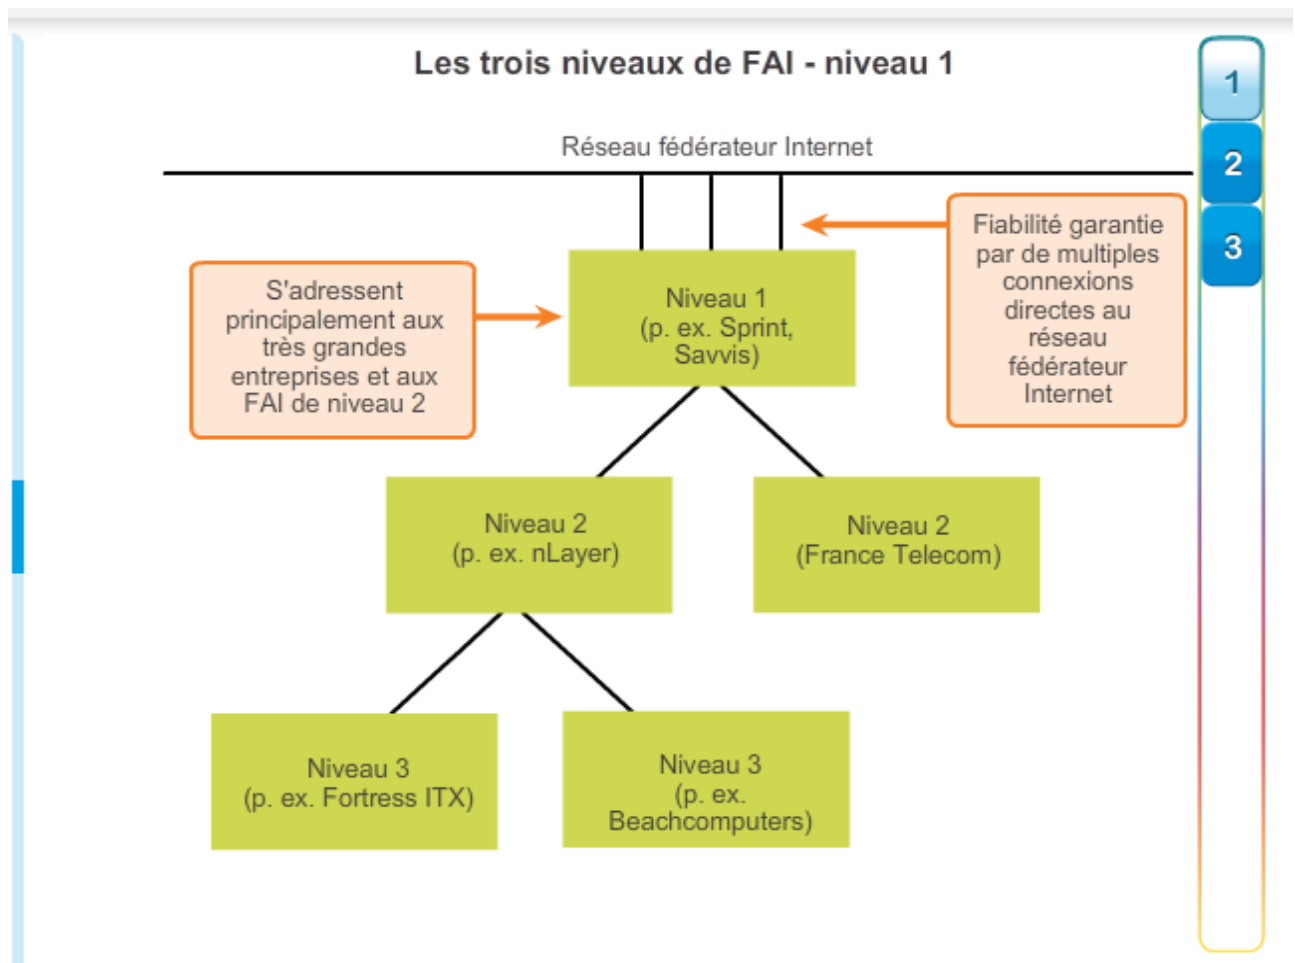 Les trois niveaux de FAI - niveau 1
1
2
3
Réseau fédérateur Internet
Fiabilité garantie
par de multiples
connexions
directes au
réseau
fédérateur
Internet
S'adressent
principalement aux
très grandes
entreprises et aux
FAI de niveau 2
Niveau 1
(p. ex. Sprint,
Savvis)
Niveau 2
(p. ex. nLayer)
Niveau 2
(France Telecom)
Niveau 3
(p. ex. Fortress ITX)
Niveau 3
(p. ex.
Beachcomputers)